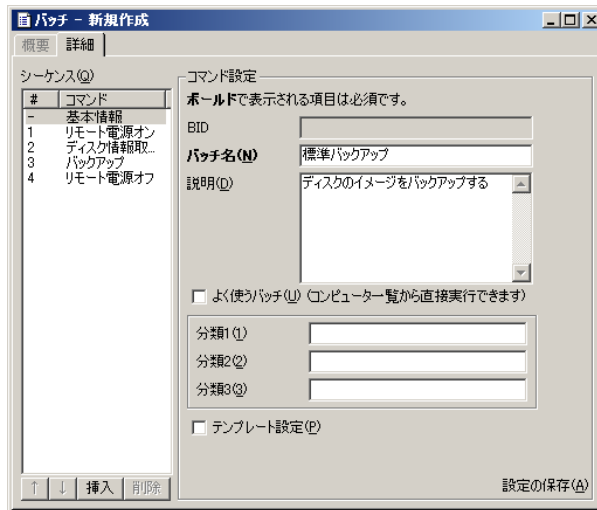 バッチ - 新規作成
概要 詳細
シーケンス(Q)
# コマンド
- 基本情報
1 リモート電源オン
2 ディスク情報取...
3 バックアップ
4 リモート電源オフ
↑ ↓ 挿入 削除
コマンド設定
ボールドで表示される項目は必須です。
BID
バッチ名(N) 標準バックアップ
説明(D) ディスクのイメージをバックアップする
よく使うバッチ(U) (コンピューター覧から直接実行できます)
分類1(1)
分類2(2)
分類3(3)
テンプレート設定(P)
設定の保存(A)